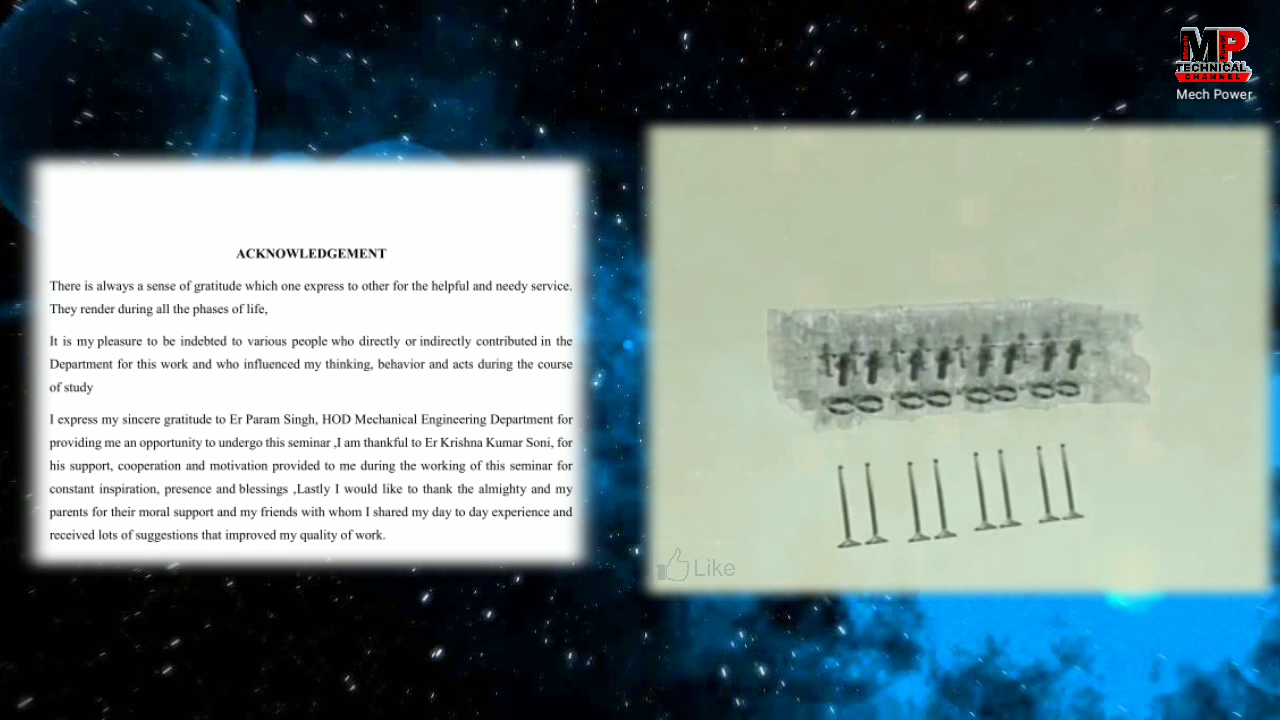 MP
TECHNICAL
CHANNEL
Mech Power
ACKNOWLEDGEMENT
There is always a sense of gratitude which one express to other for the helpful and needy service.
They render during all the phases of life,
It is my pleasure to be indebted to various people who directly or indirectly contributed in the
Department for this work and who influenced my thinking, behavior and acts during the course
of study
I express my sincere gratitude to Er Param Singh, HOD Mechanical Engineering Department for
providing me an opportunity to undergo this seminar ,I am thankful to Er Krishna Kumar Soni, for
his support, cooperation and motivation provided to me during the working of this seminar for
constant inspiration, presence and blessings ,Lastly I would like to thank the almighty and my
parents for their moral support and my friends with whom I shared my day to day experience and
received lots of suggestions that improved my quality of work.
Like